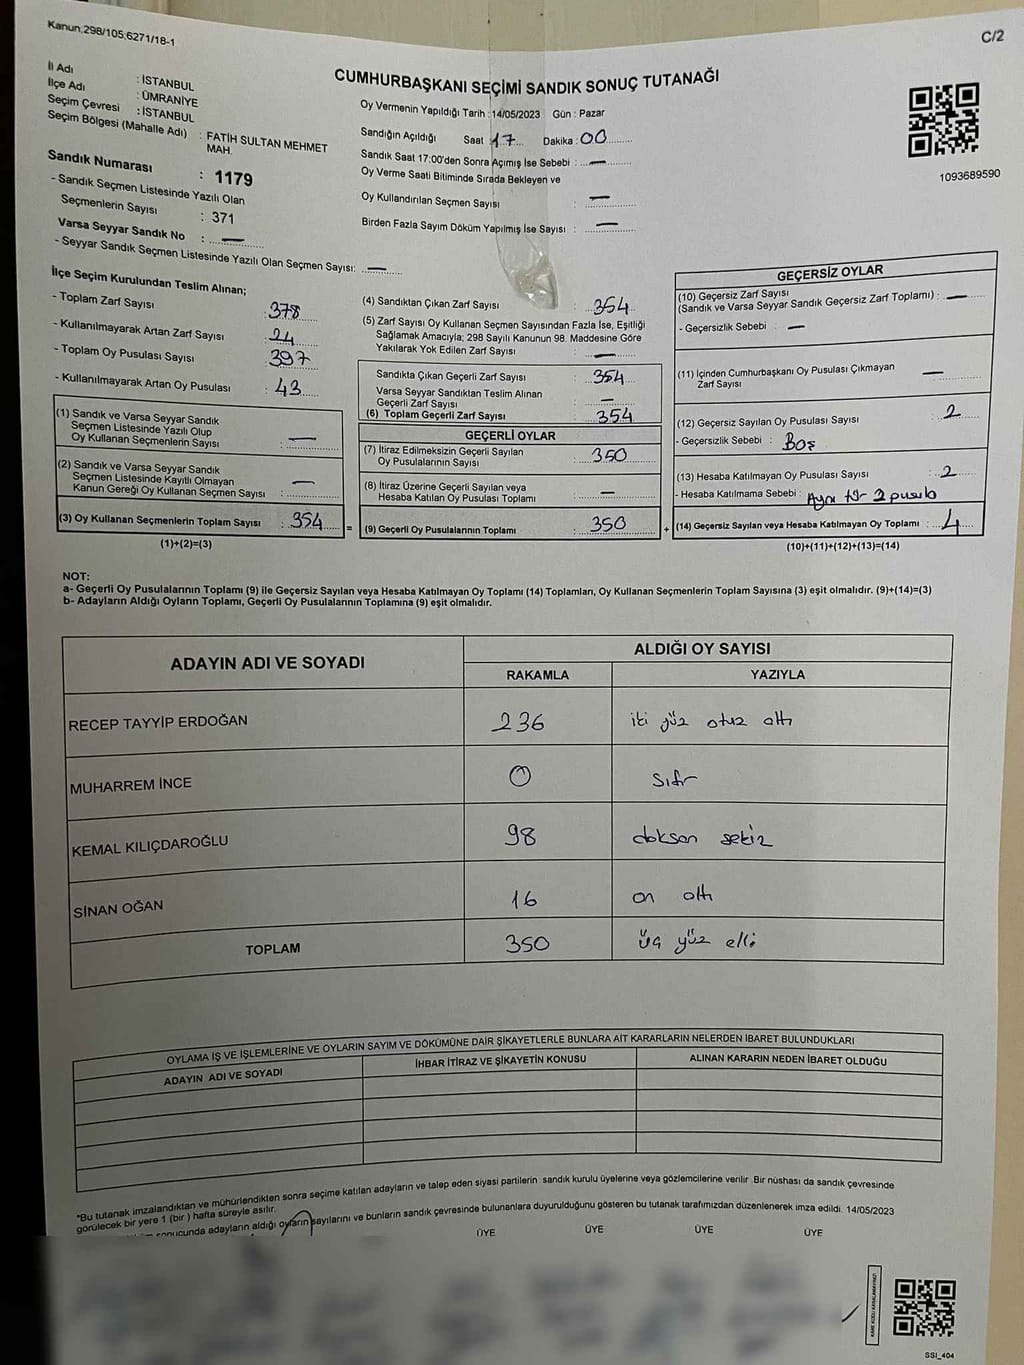 Kanun:298/105,6271/18-1
C/2
CUMHURBAŞKANI SEÇİMİ SANDIK SONUÇ TUTANAĞI
İl Adı : İSTANBUL
İlçe Adı : ÜMRANİYE
Seçim Çevresi : İSTANBUL
Seçim Bölgesi (Mahalle Adı) : FATİH SULTAN MEHMET MAH.
Sandık Numarası : 1179
- Sandık Seçmen Listesinde Yazılı Olan
Seçmenlerin Sayısı : 371
Varsa Seyyar Sandık No : —
- Seyyar Sandık Seçmen Listesinde Yazılı Olan Seçmen Sayısı: —
Oy Vermenin Yapıldığı Tarih : 14/05/2023 Gün : Pazar
Sandığın Açıldığı Saat 17 Dakika : 00
Sandık Saat 17:00'den Sonra Açımış İse Sebebi : —
Oy Verme Saati Bitiminde Sırada Bekleyen ve
Oy Kullandırılan Seçmen Sayısı : —
Birden Fazla Sayım Döküm Yapılmış İse Sayısı : —
1093689590
İlçe Seçim Kurulundan Teslim Alınan;
- Toplam Zarf Sayısı : 378
- Kullanılmayarak Artan Zarf Sayısı : 24
- Toplam Oy Pusulası Sayısı : 397
- Kullanılmayarak Artan Oy Pusulası : 43
(1) Sandık ve Varsa Seyyar Sandık
Seçmen Listesinde Yazılı Olup
Oy Kullanan Seçmenlerin Sayısı : —
(2) Sandık ve Varsa Seyyar Sandık
Seçmen Listesinde Kayıtlı Olmayan
Kanun Gereği Oy Kullanan Seçmen Sayısı : —
(3) Oy Kullanan Seçmenlerin Toplam Sayısı : 354 =
(1)+(2)=(3)
(4) Sandıktan Çıkan Zarf Sayısı : 354
(5) Zarf Sayısı Oy Kullanan Seçmen Sayısından Fazla İse, Eşitliği
Sağlamak Amacıyla; 298 Sayılı Kanunun 98. Maddesine Göre
Yakılarak Yok Edilen Zarf Sayısı : —
Sandıkta Çıkan Geçerli Zarf Sayısı : 354
Varsa Seyyar Sandıktan Teslim Alınan
Geçerli Zarf Sayısı : —
(6) Toplam Geçerli Zarf Sayısı : 354
GEÇERLİ OYLAR
(7) İtiraz Edilmeksizin Geçerli Sayılan
Oy Pusulalarının Sayısı : 350
(8) İtiraz Üzerine Geçerli Sayılan veya
Hesaba Katılan Oy Pusulası Toplamı : —
(9) Geçerli Oy Pusulalarının Toplamı : 350 +
GEÇERSİZ OYLAR
(10) Geçersiz Zarf Sayısı
(Sandık ve Varsa Seyyar Sandık Geçersiz Zarf Toplamı) : —
- Geçersizlik Sebebi : —
(11) İçinden Cumhurbaşkanı Oy Pusulası Çıkmayan
Zarf Sayısı : —
(12) Geçersiz Sayılan Oy Pusulası Sayısı : 2
- Geçersizlik Sebebi : Boş
(13) Hesaba Katılmayan Oy Pusulası Sayısı : 2
- Hesaba Katılmama Sebebi : Aynı tür 2 pusula
(14) Geçersiz Sayılan veya Hesaba Katılmayan Oy Toplamı : 4
(10)+(11)+(12)+(13)=(14)
NOT:
a- Geçerli Oy Pusulalarının Toplamı (9) ile Geçersiz Sayılan veya Hesaba Katılmayan Oy Toplamı (14) Toplamları, Oy Kullanan Seçmenlerin Toplam Sayısına (3) eşit olmalıdır. (9)+(14)=(3)
b- Adayların Aldığı Oyların Toplamı, Geçerli Oy Pusulalarının Toplamına (9) eşit olmalıdır.
ADAYIN ADI VE SOYADI
ALDIĞI OY SAYISI
RAKAMLA YAZIYLA
RECEP TAYYİP ERDOĞAN 236 iki yüz otuz altı
MUHARREM İNCE 0 sıfır
KEMAL KILIÇDAROĞLU 98 doksan sekiz
SİNAN OĞAN 16 on altı
TOPLAM 350 üç yüz elli
OYLAMA İŞ VE İŞLEMLERİNE VE OYLARIN SAYIM VE DÖKÜMÜNE DAİR ŞİKAYETLERLE BUNLARA AİT KARARLARIN NELERDEN İBARET BULUNDUKLARI
ADAYIN ADI VE SOYADI İHBAR İTİRAZ VE ŞİKAYETİN KONUSU ALINAN KARARIN NEDEN İBARET OLDUĞU
*Bu tutanak imzalandıktan ve mühürlendikten sonra seçime katılan adayların ve talep eden siyasi partilerin sandık kurulu üyelerine veya gözlemcilerine verilir. Bir nüshası da sandık çevresinde
görülecek bir yere 1 (bir ) hafta süreyle asılır.
sonucunda adayların aldığı oyların sayılarını ve bunların sandık çevresinde bulunanlara duyurulduğunu gösteren bu tutanak tarafımızdan düzenlenerek imza edildi. 14/05/2023
ÜYE ÜYE ÜYE ÜYE
KARE KODU KARALAMAYINIZ!
SSI_404